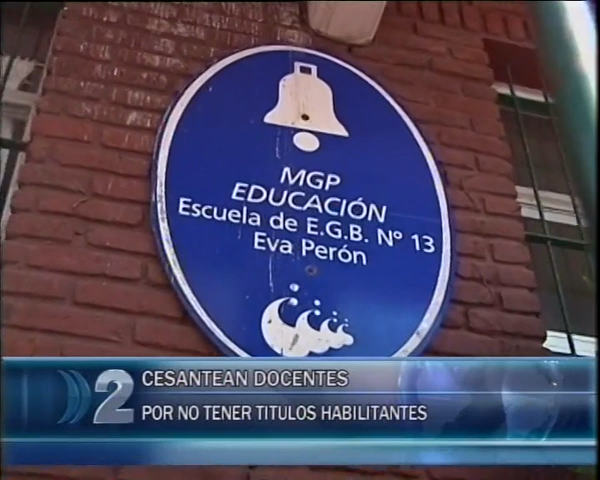 MGP
EDUCACIÓN
Escuela de E.G.B. Nº 13
Eva Perón
2
CESANTEAN DOCENTES
POR NO TENER TITULOS HABILITANTES